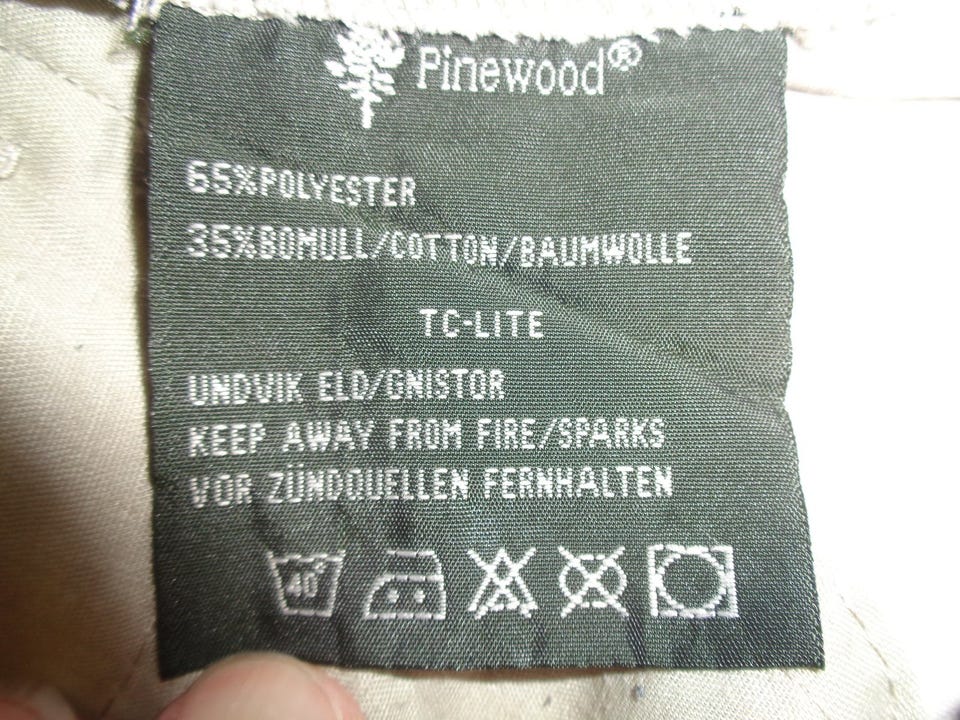 Pinewood®
65%POLYESTER
35%BOMULL/COTTON/BAUMWOLLE
TC-LITE
UNDVIK ELD/GNISTOR
KEEP AWAY FROM FIRE/SPARKS
VOR ZÜNDQUELLEN FERNHALTEN
40°